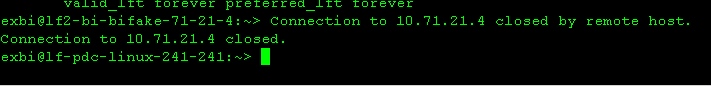 valid_lft forever preferred_lft forever
exbi@lf2-bi-bifake-71-21-4:~> Connection to 10.71.21.4 closed by remote host.
Connection to 10.71.21.4 closed.
exbi@lf-pdc-linux-241-241:~>